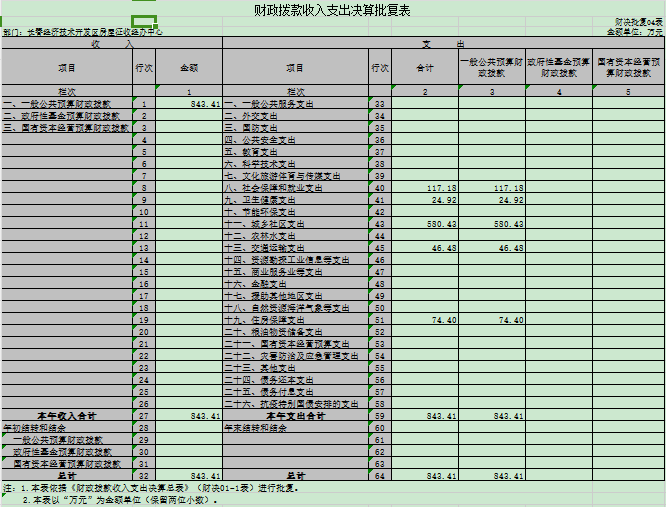 财政拨款收入支出决算批复表
财决批复04表
部门：长春经济技术开发区房屋征收经办中心 金额单位：万元
收 入 支 出
项目 行次 金额 项目 行次 合计 一般公共预算财政拨款 政府性基金预算财政拨款 国有资本经营预算财政拨款
栏次 1 栏次 2 3 4 5
一、一般公共预算财政拨款 1 843.41 一、一般公共服务支出 33
二、政府性基金预算财政拨款 2 二、外交支出 34
三、国有资本经营预算财政拨款 3 三、国防支出 35
4 四、公共安全支出 36
5 五、教育支出 37
6 六、科学技术支出 38
7 七、文化旅游体育与传媒支出 39
8 八、社会保障和就业支出 40 117.18 117.18
9 九、卫生健康支出 41 24.92 24.92
10 十、节能环保支出 42
11 十一、城乡社区支出 43 580.43 580.43
12 十二、农林水支出 44
13 十三、交通运输支出 45 46.48 46.48
14 十四、资源勘探工业信息等支出 46
15 十五、商业服务业等支出 47
16 十六、金融支出 48
17 十七、援助其他地区支出 49
18 十八、自然资源海洋气象等支出 50
19 十九、住房保障支出 51 74.40 74.40
20 二十、粮油物资储备支出 52
21 二十一、国有资本经营预算支出 53
22 二十二、灾害防治及应急管理支出 54
23 二十三、其他支出 55
24 二十四、债务还本支出 56
25 二十五、债务付息支出 57
26 二十六、抗疫特别国债安排的支出 58
本年收入合计 27 843.41 本年支出合计 59 843.41 843.41
年初结转和结余 28 年末结转和结余 60
一般公共预算财政拨款 29 61
政府性基金预算财政拨款 30 62
国有资本经营预算财政拨款 31 63
总计 32 843.41 总计 64 843.41 843.41
注：1.本表依据《财政拨款收入支出决算总表》（财决01-1表）进行批复。
2.本表以“万元”为金额单位（保留两位小数）。